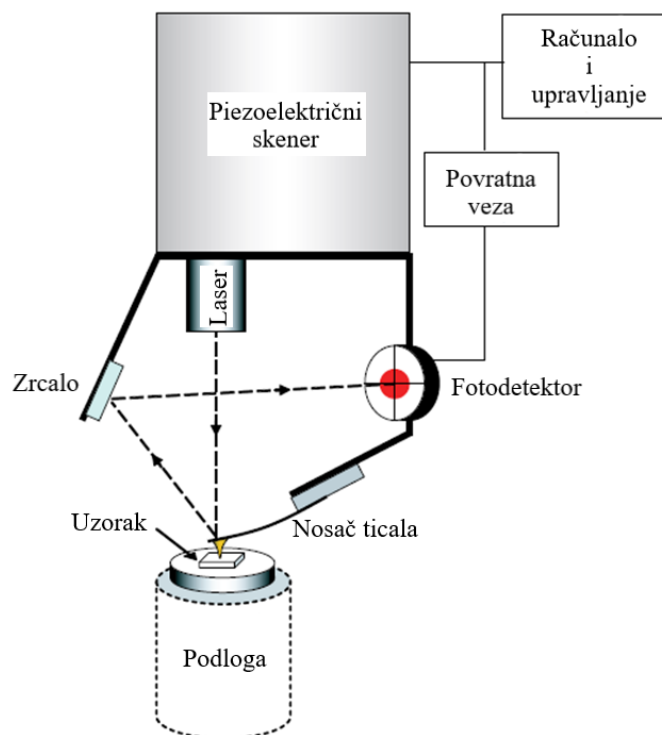 Računalo
i
upravljanje
Piezoelektrični
skener
Povratna
veza
Laser
Zrcalo
Fotodetektor
Uzorak
Nosač ticala
Podloga